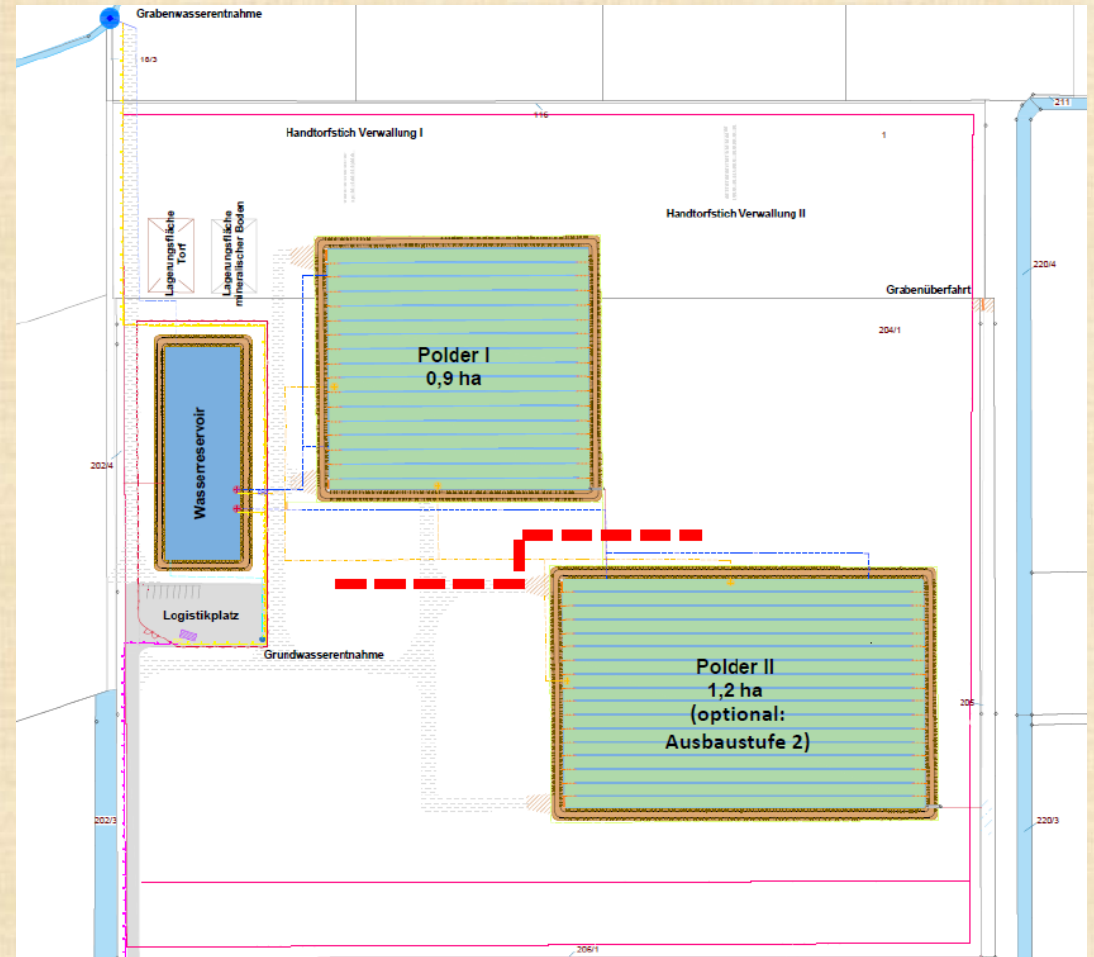 Grabenwasserentnahme
18/3
211
116
Handtorfstich Verwallung I
1
Handtorfstich Verwallung II
Lagerungsfläche
Torf
Lagerungsfläche
mineralischer Boden
220/4
Grabenüberfahrt
204/1
Polder I
0,9 ha
Wasserreservoir
202/4
Logistikplatz
Grundwasserentnahme
Polder II
1,2 ha
(optional:
Ausbaustufe 2)
205
202/3
220/3
206/1